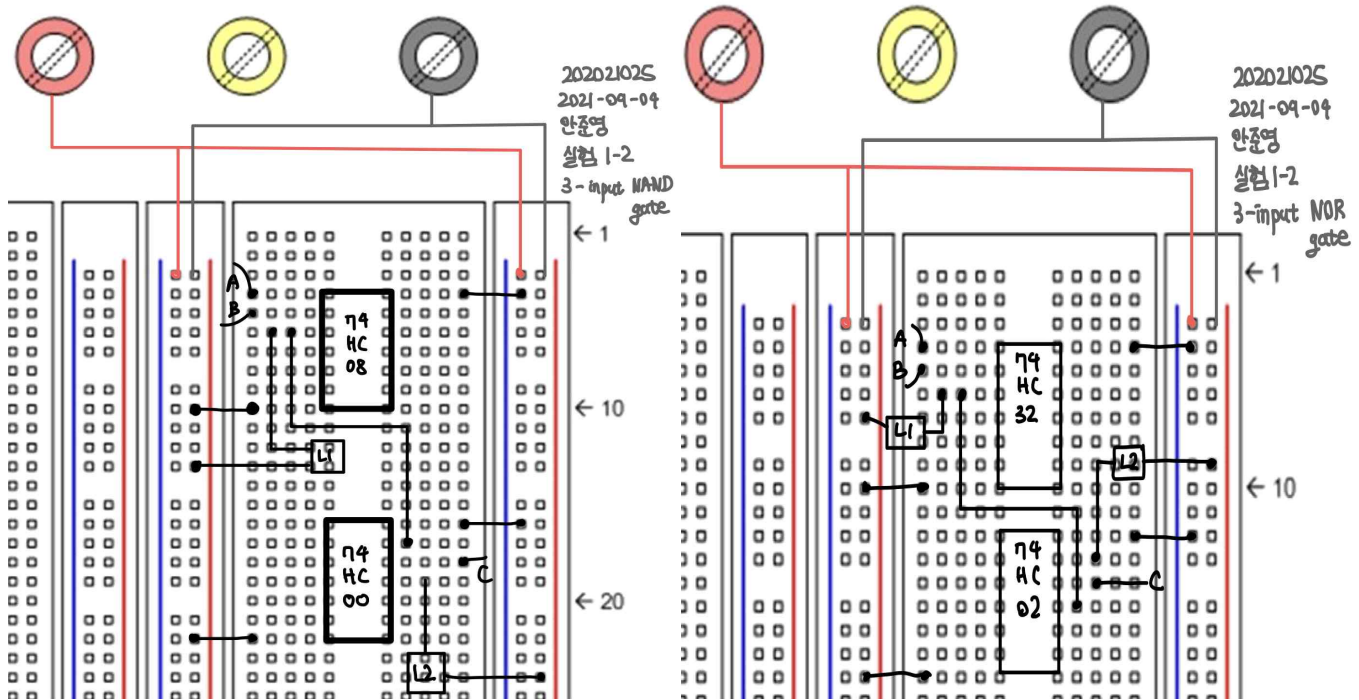 202021025
2021-09-04
안준영
실험 1-2
3-input NAND
gate
← 1
A
B
74
HC
08
← 10
L1
74
HC
00
C
← 20
L2
202021025
2021-09-04
안준영
실험 1-2
3-input NOR
gate
← 1
A
B
74
HC
32
L1
L2
← 10
74
HC
02
C